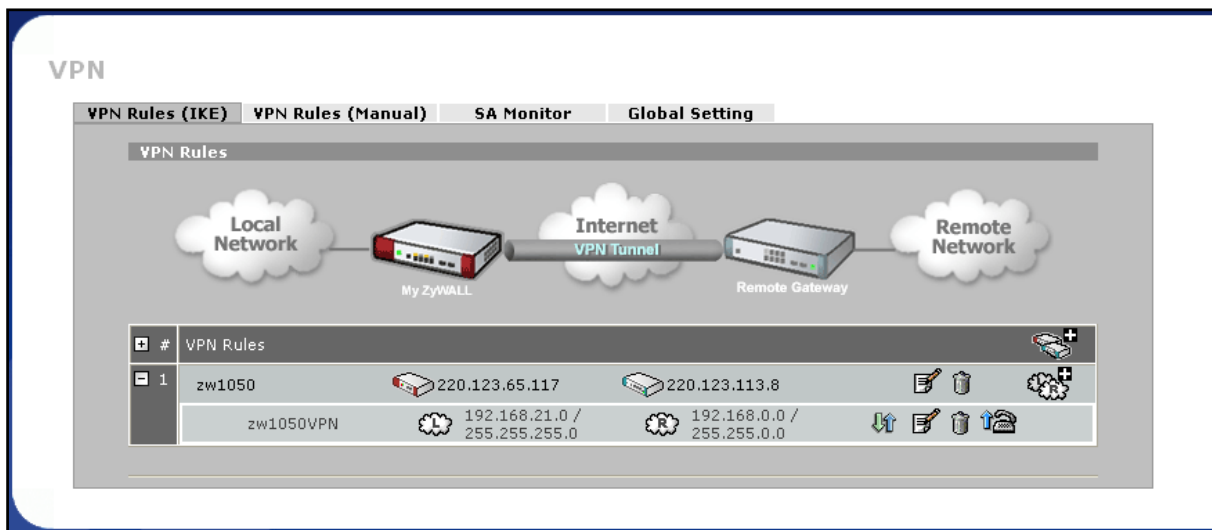 VPN
VPN Rules (IKE) VPN Rules (Manual) SA Monitor Global Setting
VPN Rules
Local
Network
Internet
VPN Tunnel
Remote
Network
My ZyWALL
Remote Gateway
# VPN Rules
1 zw1050 220.123.65.117 220.123.113.8
R
zw1050VPN L 192.168.21.0 /
255.255.255.0
R 192.168.0.0 /
255.255.0.0